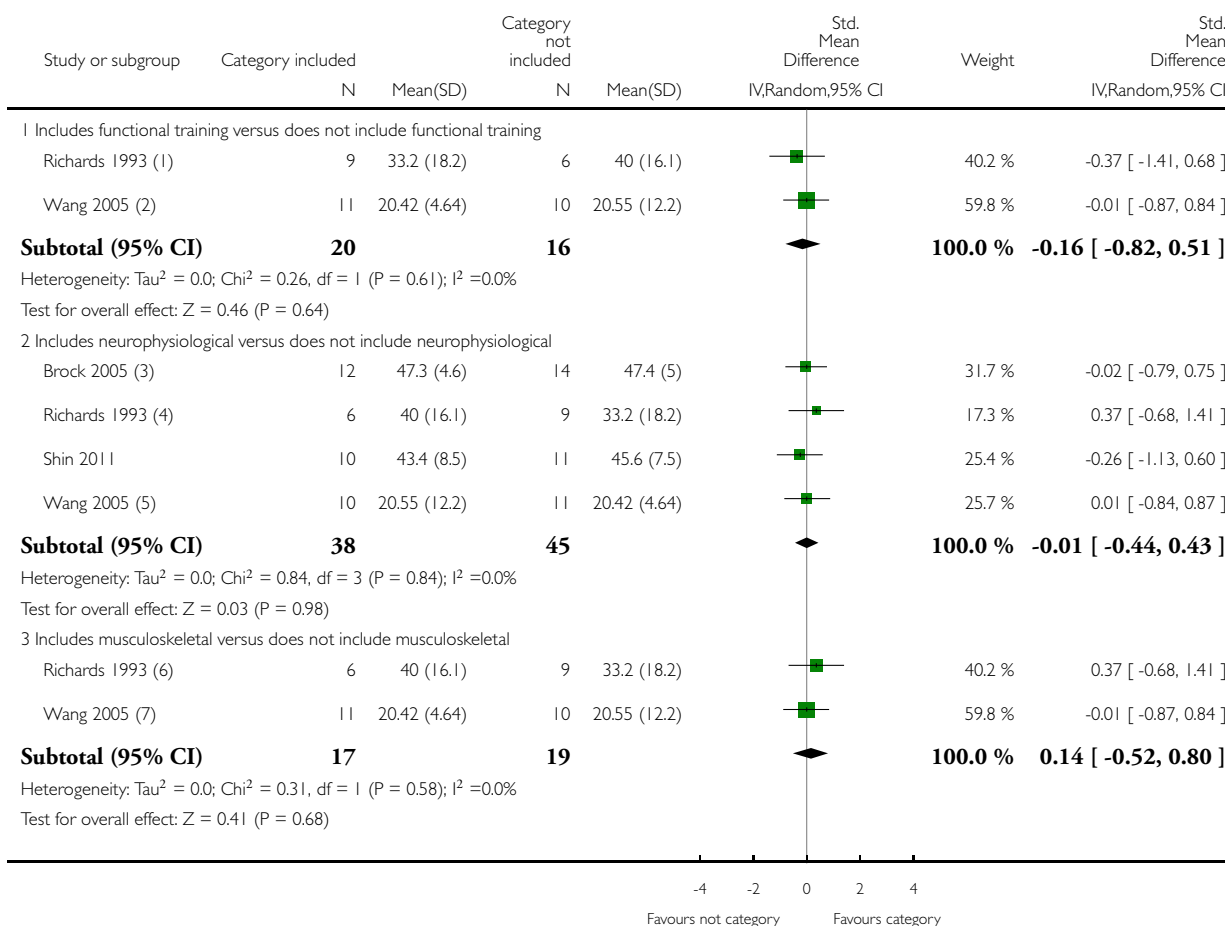 Study or subgroup Category included Category not included Std. Mean Difference Weight Std. Mean Difference
N Mean(SD) N Mean(SD) IV,Random,95% CI IV,Random,95% CI
1 Includes functional training versus does not include functional training
Richards 1993 (1) 9 33.2 (18.2) 6 40 (16.1) 40.2 % -0.37 [ -1.41, 0.68 ]
Wang 2005 (2) 11 20.42 (4.64) 10 20.55 (12.2) 59.8 % -0.01 [ -0.87, 0.84 ]
Subtotal (95% CI) 20 16 100.0 % -0.16 [ -0.82, 0.51 ]
Heterogeneity: Tau² = 0.0; Chi² = 0.26, df = 1 (P = 0.61); I² =0.0%
Test for overall effect: Z = 0.46 (P = 0.64)
2 Includes neurophysiological versus does not include neurophysiological
Brock 2005 (3) 12 47.3 (4.6) 14 47.4 (5) 31.7 % -0.02 [ -0.79, 0.75 ]
Richards 1993 (4) 6 40 (16.1) 9 33.2 (18.2) 17.3 % 0.37 [ -0.68, 1.41 ]
Shin 2011 10 43.4 (8.5) 11 45.6 (7.5) 25.4 % -0.26 [ -1.13, 0.60 ]
Wang 2005 (5) 10 20.55 (12.2) 11 20.42 (4.64) 25.7 % 0.01 [ -0.84, 0.87 ]
Subtotal (95% CI) 38 45 100.0 % -0.01 [ -0.44, 0.43 ]
Heterogeneity: Tau² = 0.0; Chi² = 0.84, df = 3 (P = 0.84); I² =0.0%
Test for overall effect: Z = 0.03 (P = 0.98)
3 Includes musculoskeletal versus does not include musculoskeletal
Richards 1993 (6) 6 40 (16.1) 9 33.2 (18.2) 40.2 % 0.37 [ -0.68, 1.41 ]
Wang 2005 (7) 11 20.42 (4.64) 10 20.55 (12.2) 59.8 % -0.01 [ -0.87, 0.84 ]
Subtotal (95% CI) 17 19 100.0 % 0.14 [ -0.52, 0.80 ]
Heterogeneity: Tau² = 0.0; Chi² = 0.31, df = 1 (P = 0.58); I² =0.0%
Test for overall effect: Z = 0.41 (P = 0.68)
-4 -2 0 2 4
Favours not category Favours category